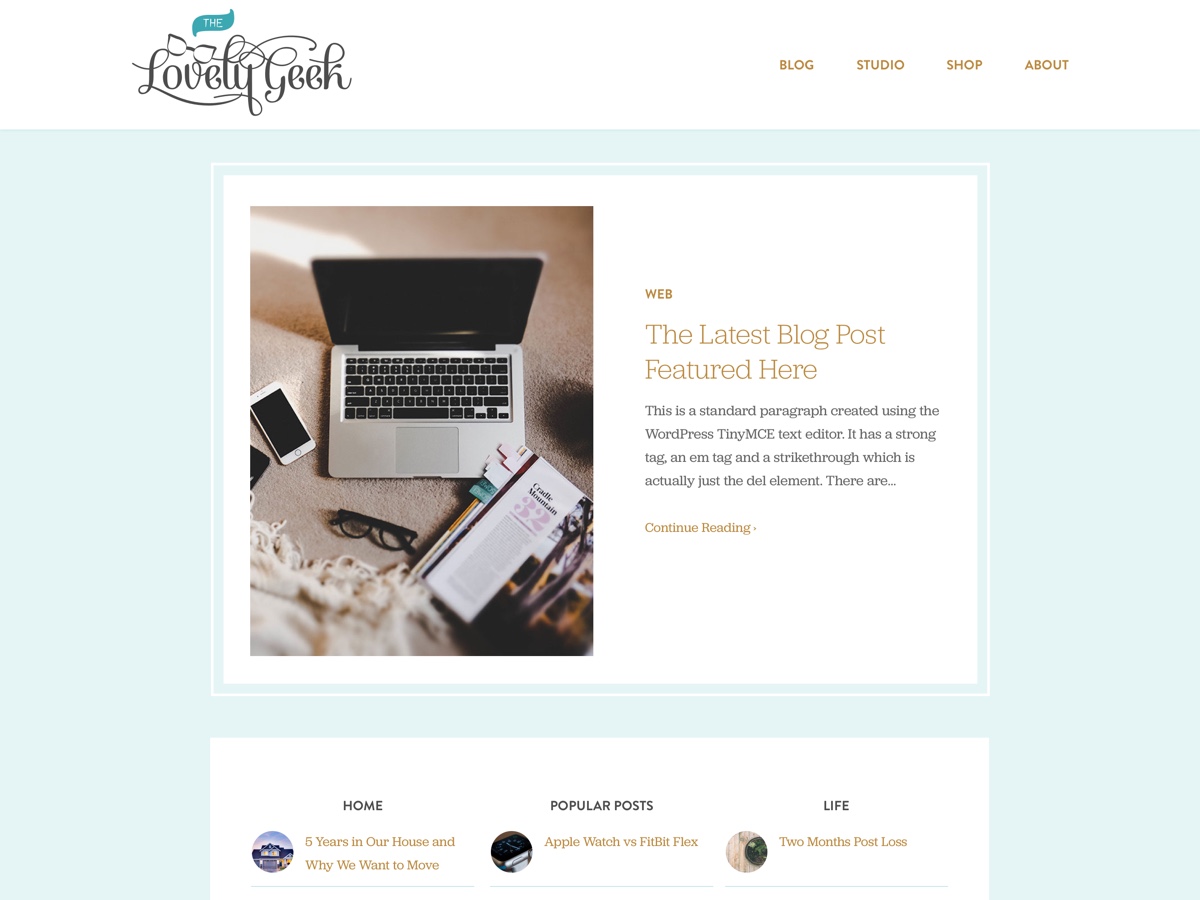 THE
Lovely Geek
BLOG STUDIO SHOP ABOUT
WEB
The Latest Blog Post
Featured Here
This is a standard paragraph created using the
WordPress TinyMCE text editor. It has a strong
tag, an em tag and a strikethrough which is
actually just the del element. There are...
Continue Reading ›
Cradle
Mountain
32
HOME
5 Years in Our House and
Why We Want to Move
POPULAR POSTS
Apple Watch vs FitBit Flex
LIFE
Two Months Post Loss